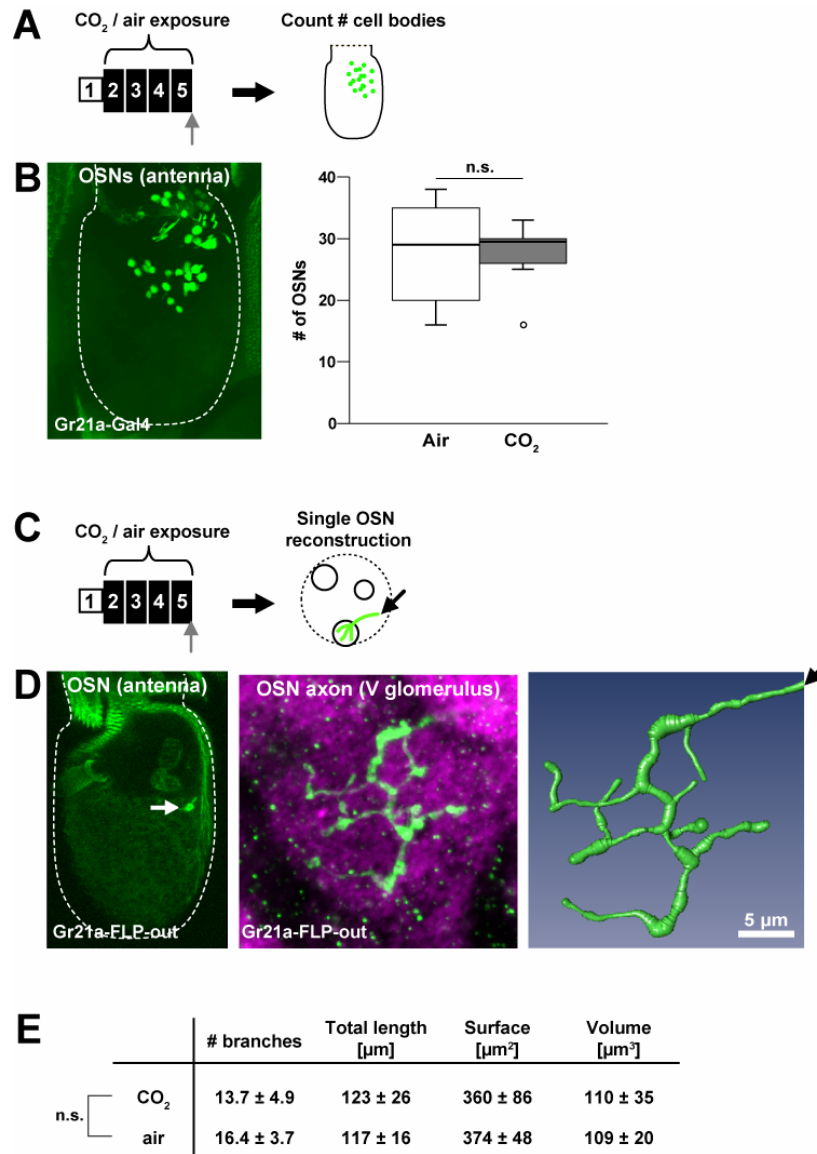 A
CO₂ / air exposure
Count # cell bodies
1 2 3 4 5
B
OSNs (antenna)
Gr21a-Gal4
n.s.
40
30
20
10
0
# of OSNs
Air
CO₂
C
CO₂ / air exposure
Single OSN
reconstruction
1 2 3 4 5
D
OSN (antenna)
Gr21a-FLP-out
OSN axon (V glomerulus)
Gr21a-FLP-out
5 µm
E
# branches Total length [µm] Surface [µm²] Volume [µm³]
n.s.
CO₂ 13.7 ± 4.9 123 ± 26 360 ± 86 110 ± 35
air 16.4 ± 3.7 117 ± 16 374 ± 48 109 ± 20